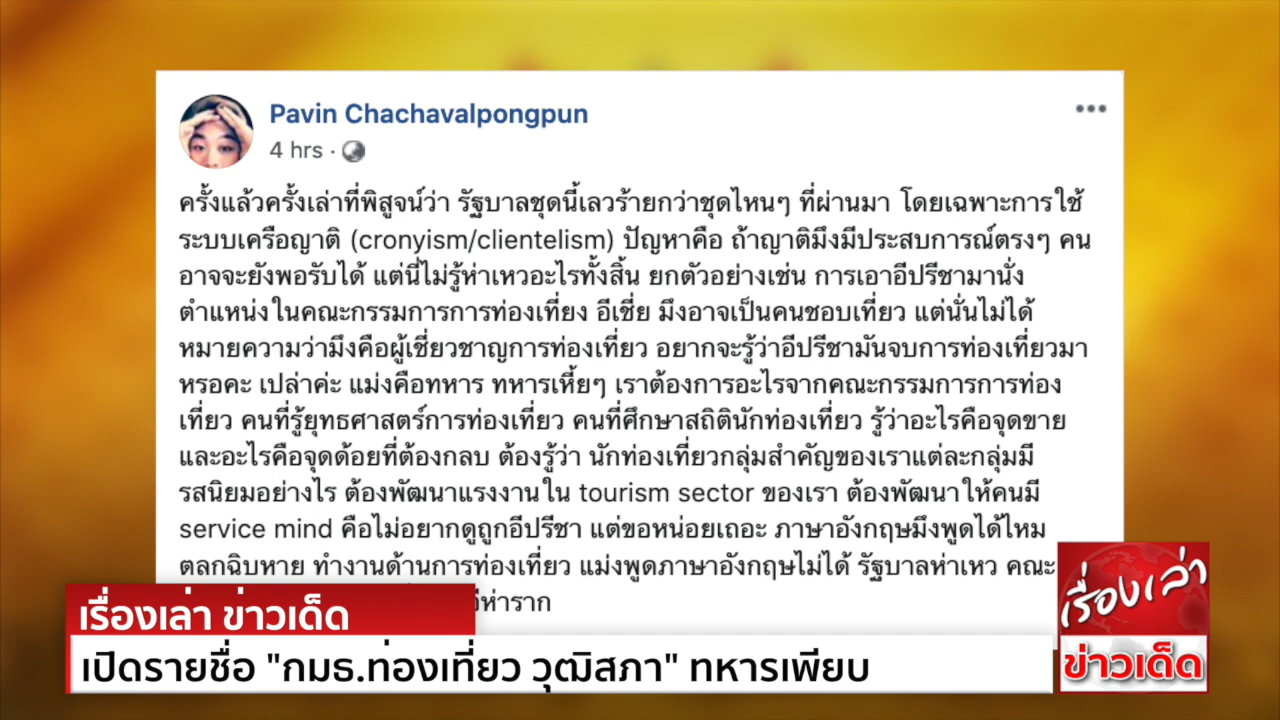 Pavin Chachavalpongpun
4 hrs ·
ครั้งแล้วครั้งเล่าที่พิสูจน์ว่า รัฐบาลชุดนี้เลวร้ายกว่าชุดไหนๆ ที่ผ่านมา โดยเฉพาะการใช้
ระบบเครือญาติ (cronyism/clientelism) ปัญหาคือ ถ้าญาติมึงมีประสบการณ์ตรงๆ คน
อาจจะยังพอรับได้ แต่นี่ไม่รู้ห่าเหวอะไรทั้งสิ้น ยกตัวอย่างเช่น การเอาอีปรีชามานั่ง
ตำแหน่งในคณะกรรมการการท่องเที่ยง อีเชี่ย มึงอาจเป็นคนชอบเที่ยว แต่นั่นไม่ได้
หมายความว่ามึงคือผู้เชี่ยวชาญการท่องเที่ยว อยากจะรู้ว่าอีปรีชามันจบการท่องเที่ยวมา
หรอคะ เปล่าค่ะ แม่งคือทหาร ทหารเหี้ยๆ เราต้องการอะไรจากคณะกรรมการการท่อง
เที่ยว คนที่รู้ยุทธศาสตร์การท่องเที่ยว คนที่ศึกษาสถิตินักท่องเที่ยว รู้ว่าอะไรคือจุดขาย
และอะไรคือจุดด้อยที่ต้องกลบ ต้องรู้ว่า นักท่องเที่ยวกลุ่มสำคัญของเราแต่ละกลุ่มมี
รสนิยมอย่างไร ต้องพัฒนาแรงงานใน tourism sector ของเรา ต้องพัฒนาให้คนมี
service mind คือไม่อยากดูถูกอีปรีชา แต่ขอหน่อยเถอะ ภาษาอังกฤษมึงพูดได้ไหม
ตลกฉิบหาย ทำงานด้านการท่องเที่ยว แม่งพูดภาษาอังกฤษไม่ได้ รัฐบาลห่าเหว คณะ
อีห่าราก
เรื่องเล่า ข่าวเด็ด
เปิดรายชื่อ "กมธ.ท่องเที่ยว วุฒิสภา" ทหารเพียบ
เรื่องเล่า
ข่าวเด็ด